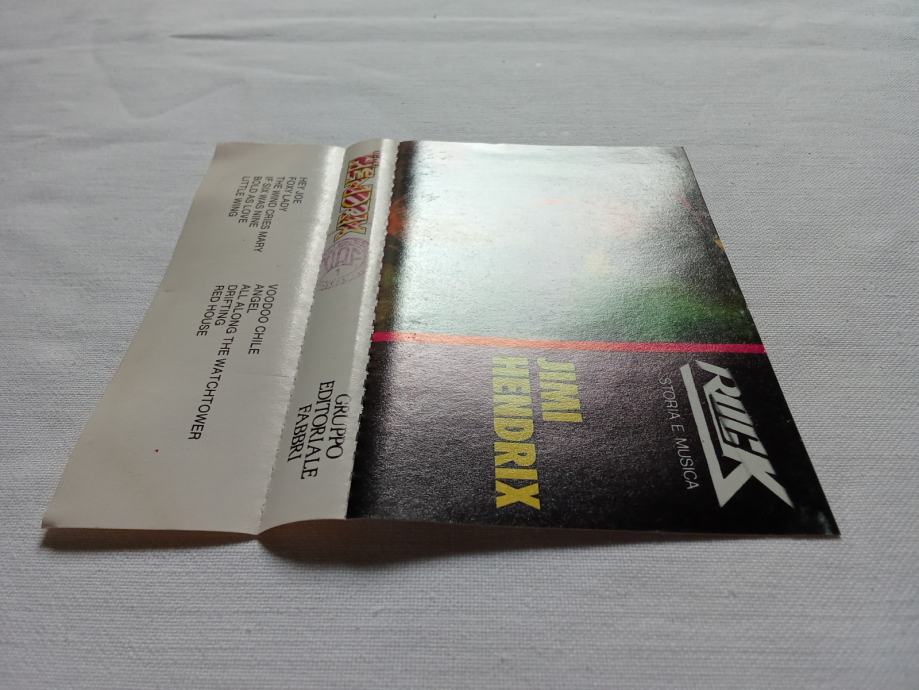 ROCK
STORIA E MUSICA
JIMI
HENDRIX
HENDRIX
GRUPPO
EDITORIALE
FABBRI
HEY JOE
FOXY LADY
THE WIND CRIES MARY
IF SIX WAS NINE
BOLD AS LOVE
LITTLE WING
VOODOO CHILE
ANGEL
ALL ALONG THE WATCHTOWER
DRIFTING
RED HOUSE